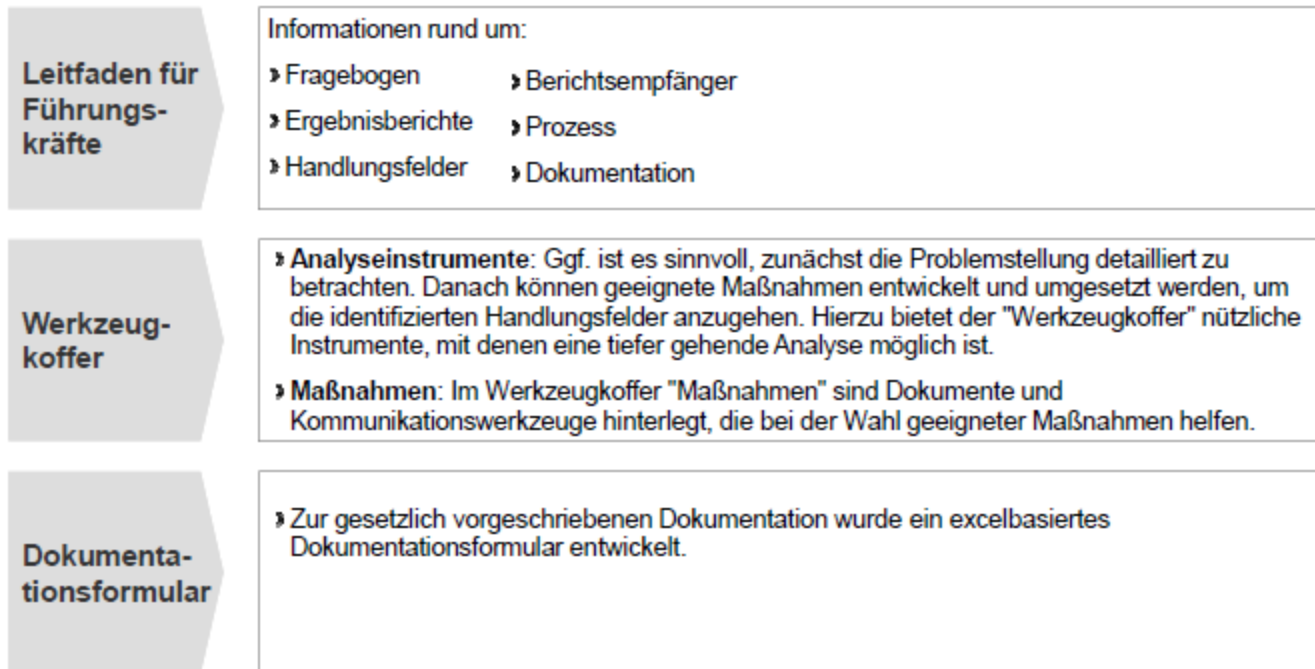 Leitfaden für
Führungs-
kräfte
Informationen rund um:
Fragebogen
Ergebnisberichte
Handlungsfelder
Berichtsempfänger
Prozess
Dokumentation
Werkzeug-
koffer
Analyseinstrumente: Ggf. ist es sinnvoll, zunächst die Problemstellung detailliert zu
betrachten. Danach können geeignete Maßnahmen entwickelt und umgesetzt werden, um
die identifizierten Handlungsfelder anzugehen. Hierzu bietet der "Werkzeugkoffer" nützliche
Instrumente, mit denen eine tiefer gehende Analyse möglich ist.
Maßnahmen: Im Werkzeugkoffer "Maßnahmen" sind Dokumente und
Kommunikationswerkzeuge hinterlegt, die bei der Wahl geeigneter Maßnahmen helfen.
Dokumenta-
tionsformular
Zur gesetzlich vorgeschriebenen Dokumentation wurde ein excelbasiertes
Dokumentationsformular entwickelt.